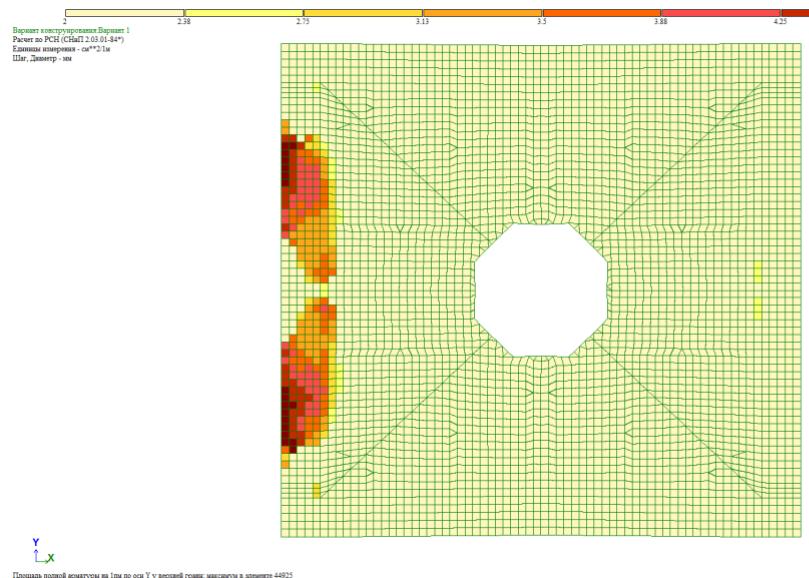 2 2.38 2.75 3.13 3.5 3.88 4.25
Вариант конструирования:Вариант 1
Расчет по РСН (СНиП 2.03.01-84*)
Единицы измерения - см**2/1м
Шаг, Диаметр - мм
Y
X
Площадь полной арматуры на 1пм по оси Y у верхней грани; максимум в элементе 44925